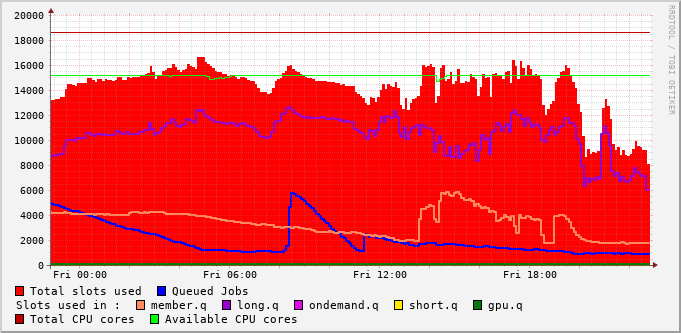 20000
18000
16000
14000
12000
10000
8000
6000
4000
2000
0
Fri 00:00 Fri 06:00 Fri 12:00 Fri 18:00
Total slots used Queued Jobs
Slots used in : member.q long.q ondemand.q short.q gpu.q
Total CPU cores Available CPU cores
RRDTOOL / TOBI OETIKER